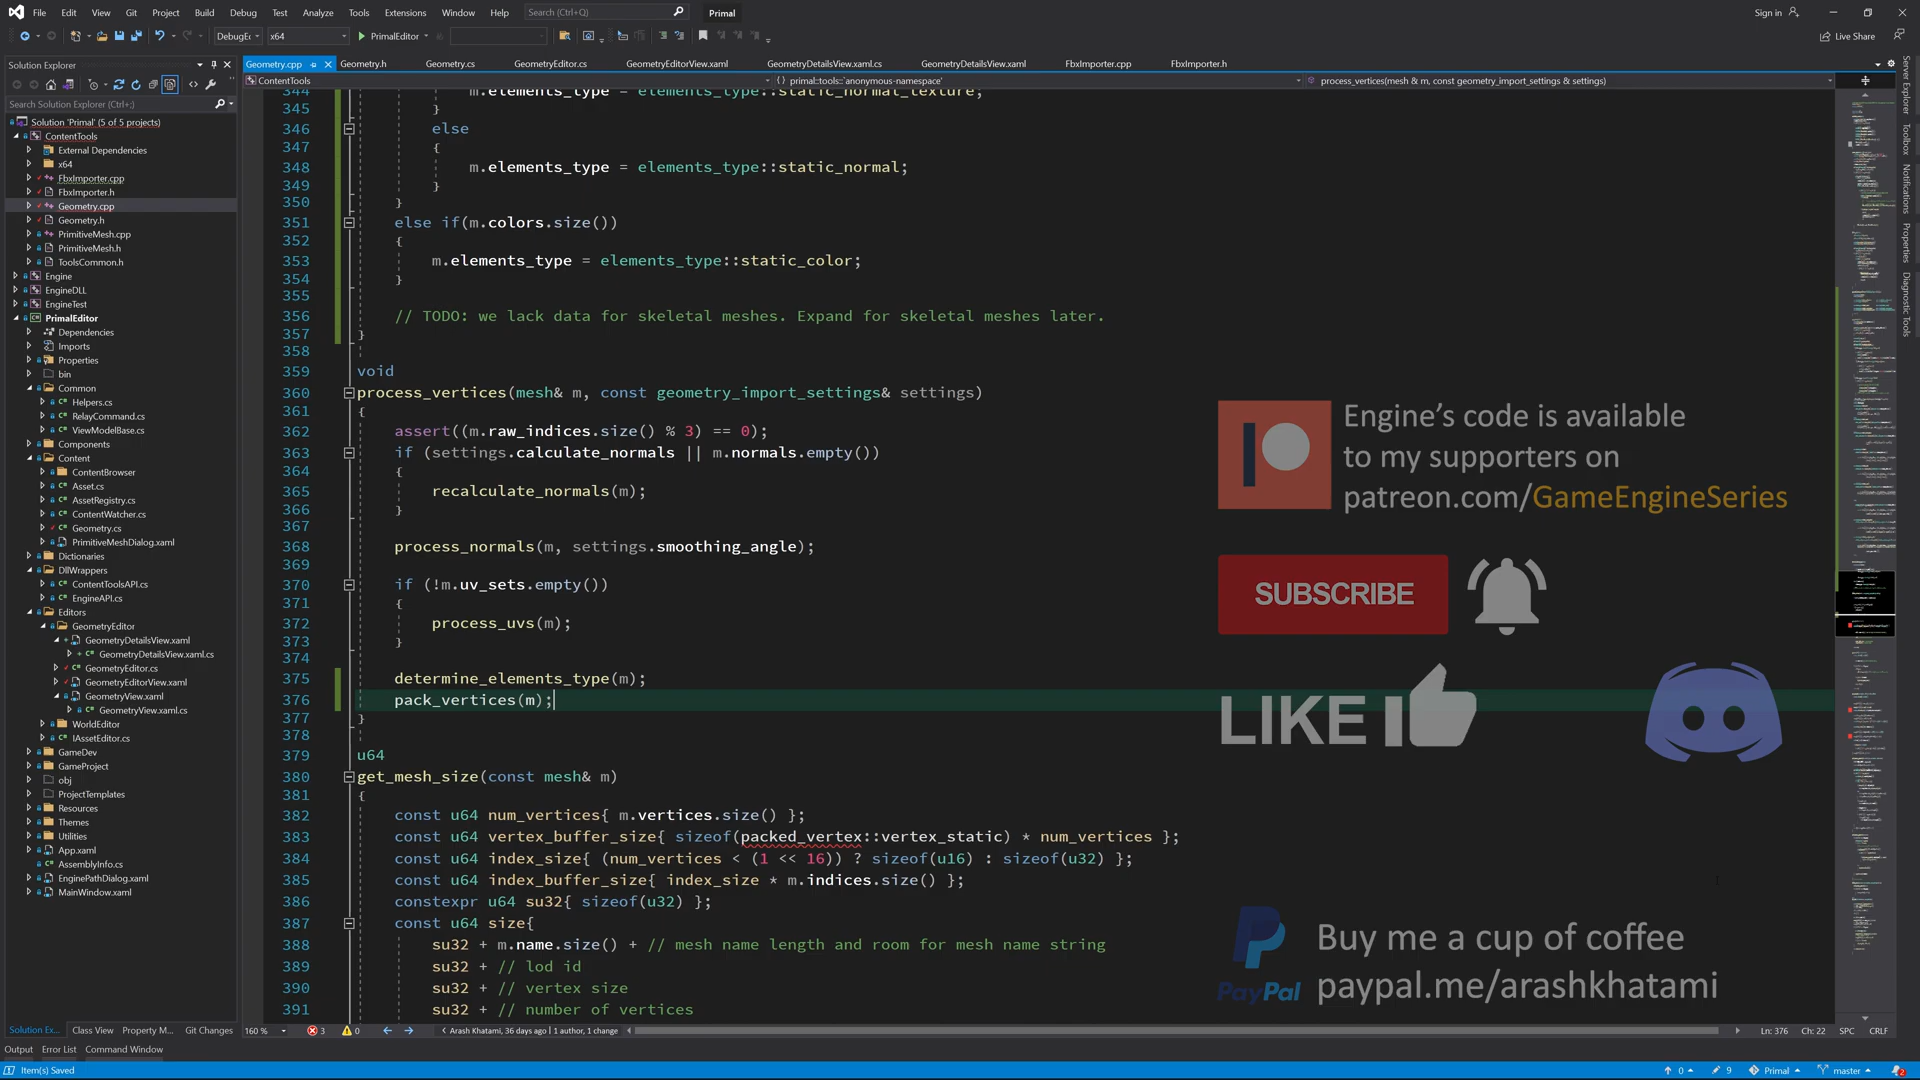 File Edit View Git Project Build Debug Test Analyze Tools Extensions Window Help Search (Ctrl+Q) Primal Sign in
x64 PrimalEditor Live Share
Solution Explorer
Search Solution Explorer (Ctrl+;)
Solution 'Primal' (5 of 5 projects)
ContentTools
External Dependencies
x64
FbxImporter.cpp
FbxImporter.h
Geometry.cpp
Geometry.h
PrimitiveMesh.cpp
PrimitiveMesh.h
ToolsCommon.h
Engine
EngineDLL
EngineTest
PrimalEditor
Dependencies
Imports
Properties
bin
Common
Helpers.cs
RelayCommand.cs
ViewModelBase.cs
Components
Content
ContentBrowser
Asset.cs
AssetRegistry.cs
ContentWatcher.cs
Geometry.cs
PrimitiveMeshDialog.xaml
Dictionaries
DllWrappers
ContentToolsAPI.cs
EngineAPI.cs
Editors
GeometryEditor
GeometryDetailsView.xaml
GeometryDetailsView.xaml.cs
GeometryEditor.cs
GeometryEditorView.xaml
GeometryView.xaml
GeometryView.xaml.cs
WorldEditor
IAssetEditor.cs
GameDev
GameProject
obj
ProjectTemplates
Resources
Themes
Utilities
App.xaml
AssemblyInfo.cs
EnginePathDialog.xaml
MainWindow.xaml
Solution Ex... Class View Property M... Git Changes
Geometry.cpp Geometry.h Geometry.cs GeometryEditor.cs GeometryEditorView.xaml GeometryDetailsView.xaml.cs GeometryDetailsView.xaml FbxImporter.cpp FbxImporter.h
ContentTools primal::tools::`anonymous-namespace' process_vertices(mesh & m, const geometry_import_settings & settings)
344 m.elements_type = elements_type::static_normal_texture;
345 }
346 else
347 {
348 m.elements_type = elements_type::static_normal;
349 }
350 }
351 else if(m.colors.size())
352 {
353 m.elements_type = elements_type::static_color;
354 }
355
356 // TODO: we lack data for skeletal meshes. Expand for skeletal meshes later.
357 }
358
359 void
360 process_vertices(mesh& m, const geometry_import_settings& settings)
361 {
362 assert((m.raw_indices.size() % 3) == 0);
363 if (settings.calculate_normals || m.normals.empty())
364 {
365 recalculate_normals(m);
366 }
367
368 process_normals(m, settings.smoothing_angle);
369
370 if (!m.uv_sets.empty())
371 {
372 process_uvs(m);
373 }
374
375 determine_elements_type(m);
376 pack_vertices(m);
377 }
378
379 u64
380 get_mesh_size(const mesh& m)
381 {
382 const u64 num_vertices{ m.vertices.size() };
383 const u64 vertex_buffer_size{ sizeof(packed_vertex::vertex_static) * num_vertices };
384 const u64 index_size{ (num_vertices < (1 << 16)) ? sizeof(u16) : sizeof(u32) };
385 const u64 index_buffer_size{ index_size * m.indices.size() };
386 constexpr u64 su32{ sizeof(u32) };
387 const u64 size{
388 su32 + m.name.size() + // mesh name length and room for mesh name string
389 su32 + // lod id
390 su32 + // vertex size
391 su32 + // number of vertices
Engine's code is available
to my supporters on
patreon.com/GameEngineSeries
SUBSCRIBE
LIKE
PayPal
Buy me a cup of coffee
paypal.me/arashkhatami
Server Explorer
Toolbox
Notifications
Properties
Diagnostic Tools
160 % 3 0 Arash Khatami, 36 days ago | 1 author, 1 change Ln: 376 Ch: 22 SPC CRLF
Output Error List Command Window
Item(s) Saved 0 9 Primal master 2